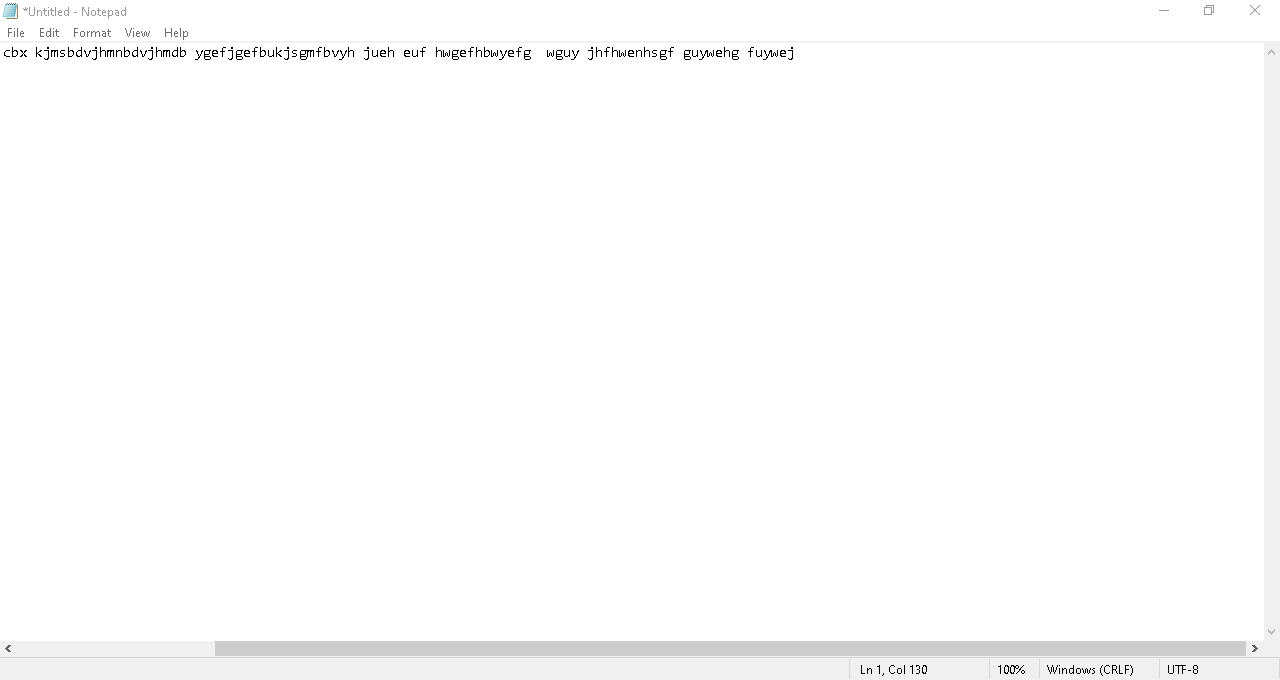 *Untitled - Notepad
File Edit Format View Help
cbx kjmsbdvjhmnbdvjhmdb ygefjgefbukjsgmfbvyh jueh euf hwgefhbwyefg  wguy jhfhwenhsgf guywehg fuywej
Ln 1, Col 130 100% Windows (CRLF) UTF-8